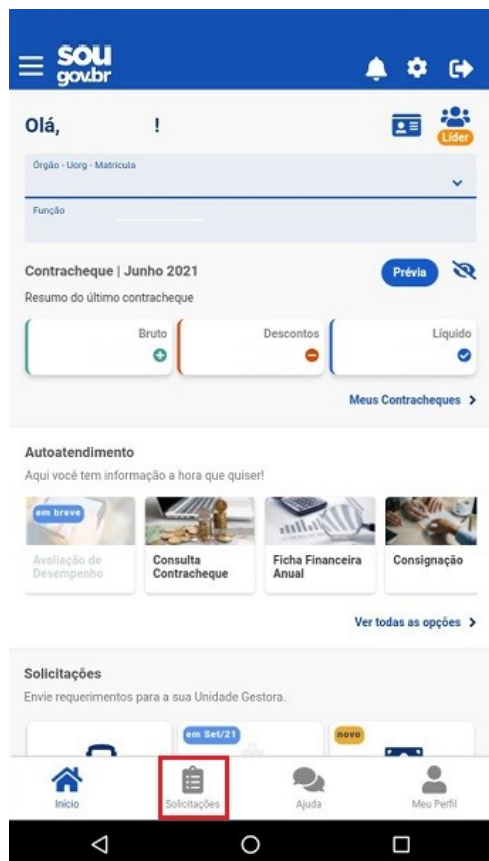 sou
gov.br
Olá, !
Líder
Órgão - Uorg - Matrícula
Função
Contracheque | Junho 2021
Prévia
Resumo do último contracheque
Bruto
Descontos
Líquido
Meus Contracheques
Autoatendimento
Aqui você tem informação a hora que quiser!
em breve
Avaliação de
Desempenho
Consulta
Contracheque
Ficha Financeira
Anual
Consignação
Ver todas as opções
Solicitações
Envie requerimentos para a sua Unidade Gestora.
em Set/21
novo
Início
Solicitações
Ajuda
Meu Perfil